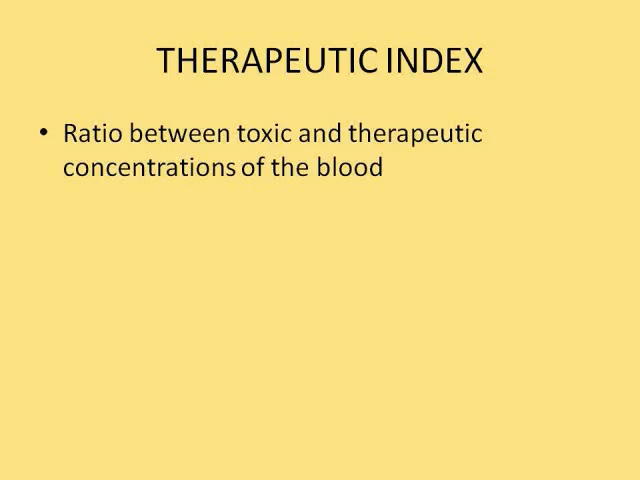 THERAPEUTIC INDEX
• Ratio between toxic and therapeutic
concentrations of the blood